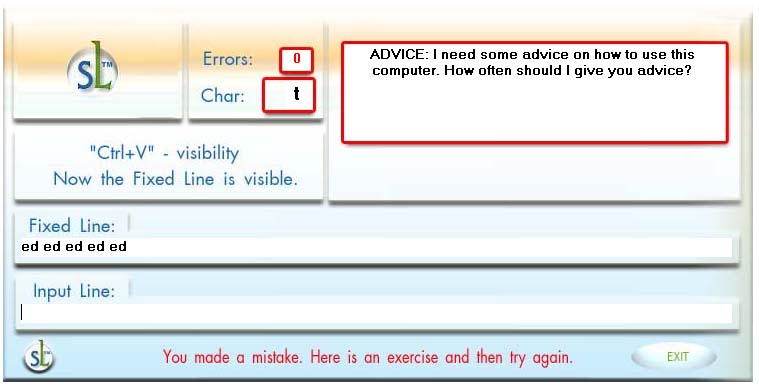 SL™
Errors: 0
Char: t
ADVICE: I need some advice on how to use this
computer. How often should I give you advice?
"Ctrl+V" - visibility
Now the Fixed Line is visible.
Fixed Line:
ed ed ed ed ed
Input Line:
SL™
You made a mistake. Here is an exercise and then try again.
EXIT